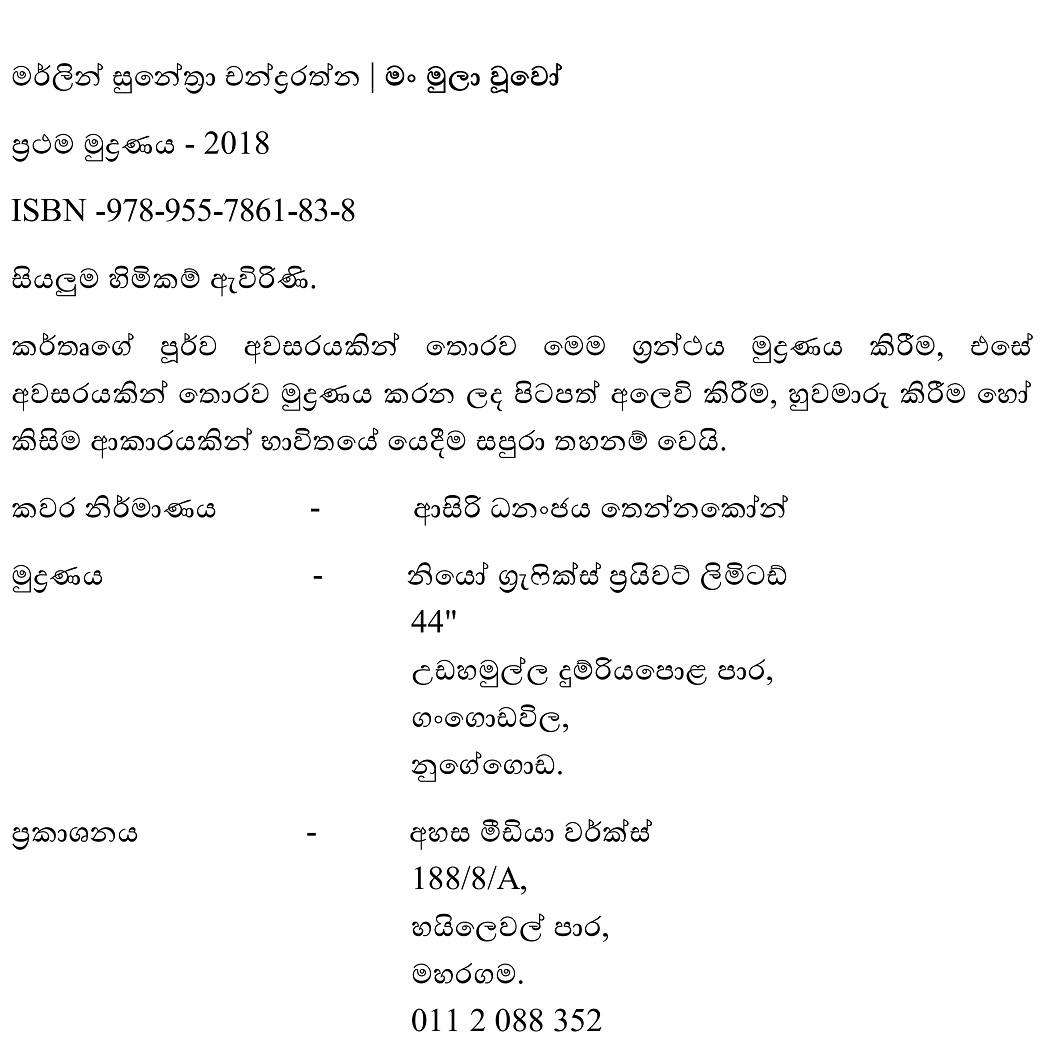 මර්ලින් සුනේත්‍රා චන්ද්‍රරත්න | මං මුලා වූවෝ
ප්‍රථම මුද්‍රණය - 2018
ISBN -978-955-7861-83-8
සියලුම හිමිකම් ඇවිරිණි.
කර්තෘගේ පූර්ව අවසරයකින් තොරව මෙම ග්‍රන්ථය මුද්‍රණය කිරීම, එසේ
අවසරයකින් තොරව මුද්‍රණය කරන ලද පිටපත් අලෙවි කිරීම, හුවමාරු කිරීම හෝ
කිසිම ආකාරයකින් භාවිතයේ යෙදීම සපුරා තහනම් වෙයි.
කවර නිර්මාණය - ආසිරි ධනංජය තෙන්නකෝන්
මුද්‍රණය - නියෝ ග්‍රැෆික්ස් ප්‍රයිවට් ලිමිටඩ්
44"
උඩහමුල්ල දුම්රියපොළ පාර,
ගංගොඩවිල,
නුගේගොඩ.
ප්‍රකාශනය - අහස මීඩියා වර්ක්ස්
188/8/A,
හයිලෙවල් පාර,
මහරගම.
011 2 088 352